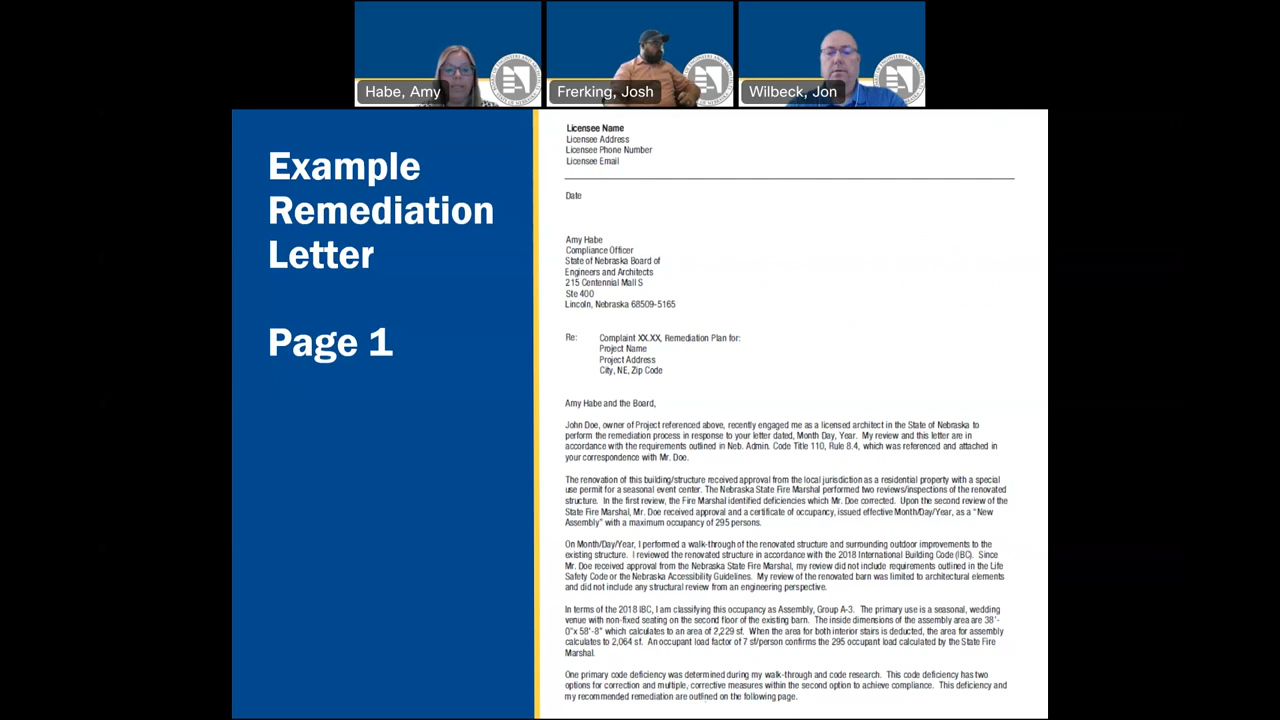 Habe, Amy
Frerking, Josh
Wilbeck, Jon
Example
Remediation
Letter
Page 1
Licensee Name
Licensee Address
Licensee Phone Number
Licensee Email
Date
Amy Habe
Compliance Officer
State of Nebraska Board of
Engineers and Architects
215 Centennial Mall S
Ste 400
Lincoln, Nebraska 68509-5165
Re: Complaint XX.XX, Remediation Plan for:
Project Name
Project Address
City, NE, Zip Code
Amy Habe and the Board,
John Doe, owner of Project referenced above, recently engaged me as a licensed architect in the State of Nebraska to
perform the remediation process in response to your letter dated, Month Day, Year. My review and this letter are in
accordance with the requirements outlined in Neb. Admin. Code Title 110, Rule 8.4, which was referenced and attached in
your correspondence with Mr. Doe.
The renovation of this building/structure received approval from the local jurisdiction as a residential property with a special
use permit for a seasonal event center. The Nebraska State Fire Marshal performed two reviews/inspections of the renovated
structure. In the first review, the Fire Marshal identified deficiencies which Mr. Doe corrected. Upon the second review of the
State Fire Marshal, Mr. Doe received approval and a certificate of occupancy, issued effective Month/Day/Year, as a “New
Assembly” with a maximum occupancy of 295 persons.
On Month/Day/Year, I performed a walk-through of the renovated structure and surrounding outdoor improvements to the
existing structure. I reviewed the renovated structure in accordance with the 2018 International Building Code (IBC). Since
Mr. Doe received approval from the Nebraska State Fire Marshal, my review did not include requirements outlined in the Life
Safety Code or the Nebraska Accessibility Guidelines. My review of the renovated barn was limited to architectural elements
and did not include any structural review from an engineering perspective.
In terms of the 2018 IBC, I am classifying this occupancy as Assembly, Group A-3. The primary use is a seasonal, wedding
venue with non-fixed seating on the second floor of the existing barn. The inside dimensions of the assembly area are 38'-
0"x 58'-8" which calculates to an area of 2,229 sf. When the area for both interior stairs is deducted, the area for assembly
calculates to 2,064 sf. An occupant load factor of 7 sf/person confirms the 295 occupant load calculated by the State Fire
Marshal.
One primary code deficiency was determined during my walk-through and code research. This code deficiency has two
options for correction and multiple, corrective measures within the second option to achieve compliance. This deficiency and
my recommended remediation are outlined on the following page.